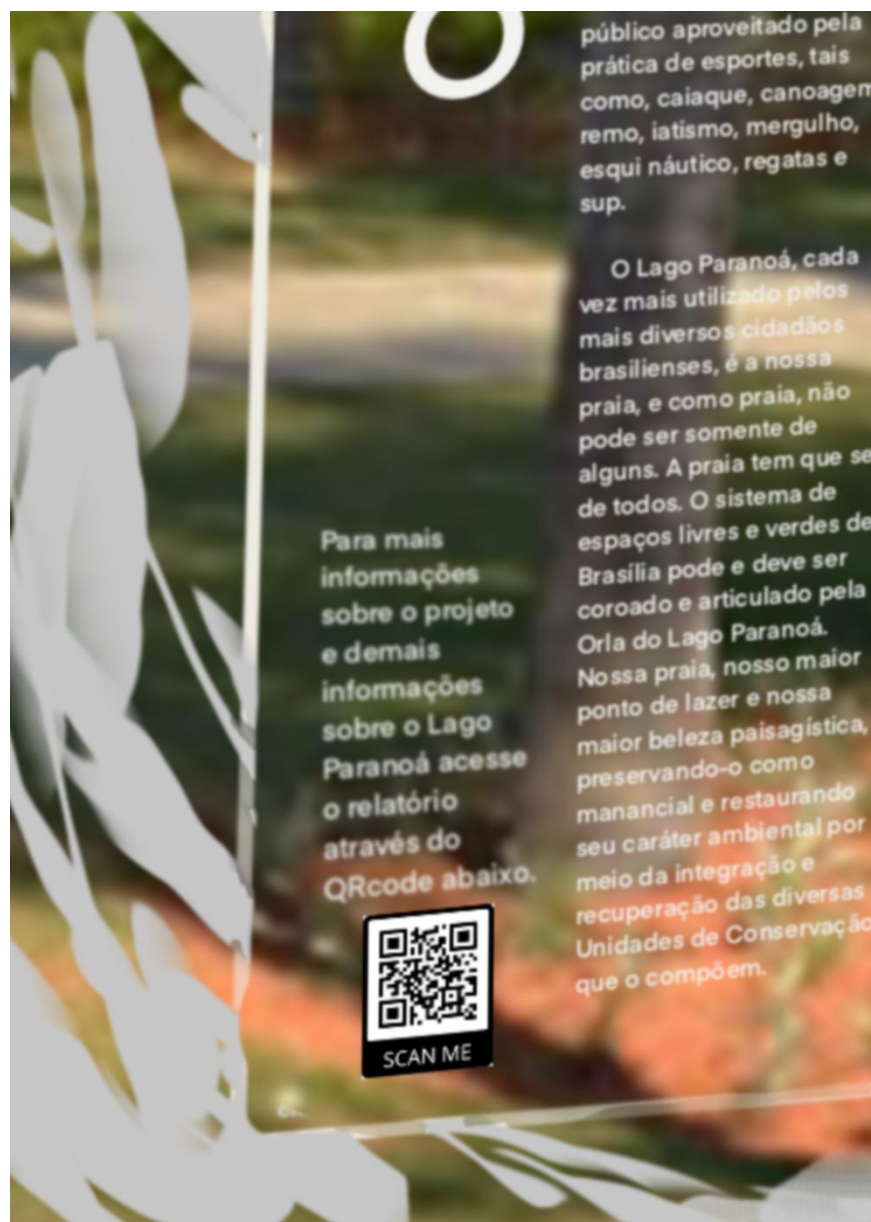 público aproveitado pela
prática de esportes, tais
como, caiaque, canoagem
remo, iatismo, mergulho,
esqui náutico, regatas e
sup.
O Lago Paranoá, cada
vez mais utilizado pelos
mais diversos cidadãos
brasilienses, é a nossa
praia, e como praia, não
pode ser somente de
alguns. A praia tem que se
de todos. O sistema de
espaços livres e verdes de
Brasília pode e deve ser
coroado e articulado pela
Orla do Lago Paranoá.
Nossa praia, nosso maior
ponto de lazer e nossa
maior beleza paisagística,
preservando-o como
manancial e restaurando
seu caráter ambiental por
meio da integração e
recuperação das diversas
Unidades de Conservação
que o compõem.
Para mais
informações
sobre o projeto
e demais
informações
sobre o Lago
Paranoá acesse
o relatório
através do
QRcode abaixo.
SCAN ME